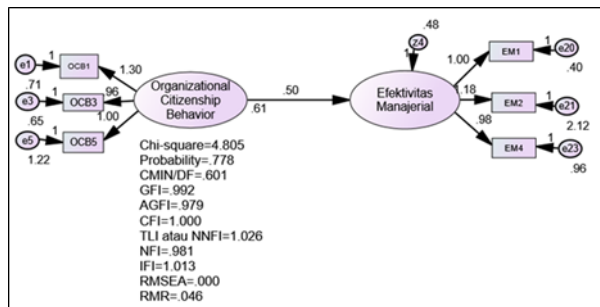 .48
z4
1
e1
1
OCB1
.71
1.30
e3
1
OCB3
.96
.65
e5
1
OCB5
1.00
1.22
Organizational
Citizenship
Behavior
.61
.50
Efektivitas
Manajerial
1.00
EM1
1
e20
.40
1.18
EM2
1
e21
2.12
.98
EM4
1
e23
.96
Chi-square=4.805
Probability=.778
CMIN/DF=.601
GFI=.992
AGFI=.979
CFI=1.000
TLI atau NNFI=1.026
NFI=.981
IFI=1.013
RMSEA=.000
RMR=.046